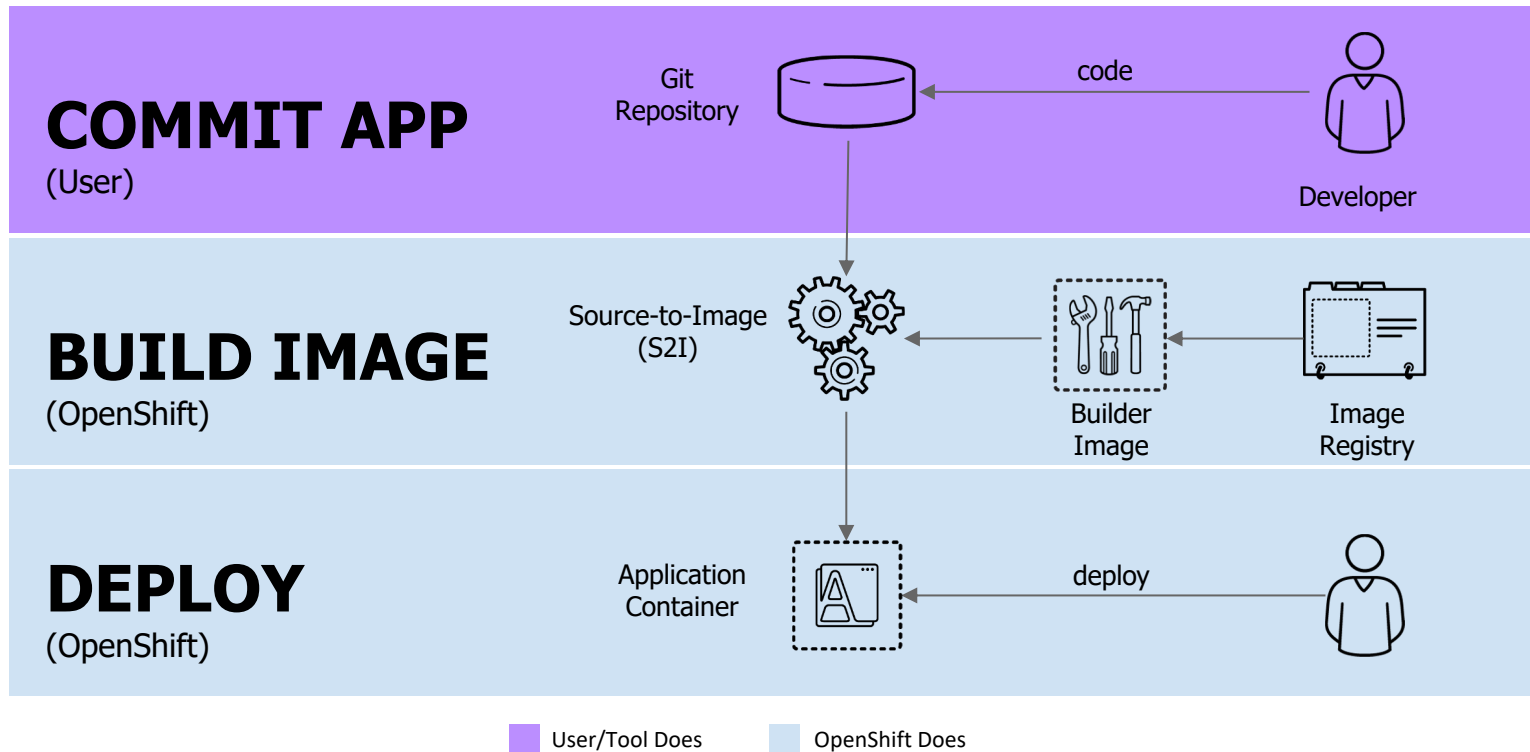 COMMIT APP
(User)
Git
Repository
code
Developer
BUILD IMAGE
(OpenShift)
Source-to-Image
(S2I)
Builder
Image
Image
Registry
DEPLOY
(OpenShift)
Application
Container
A
deploy
User/Tool Does
OpenShift Does